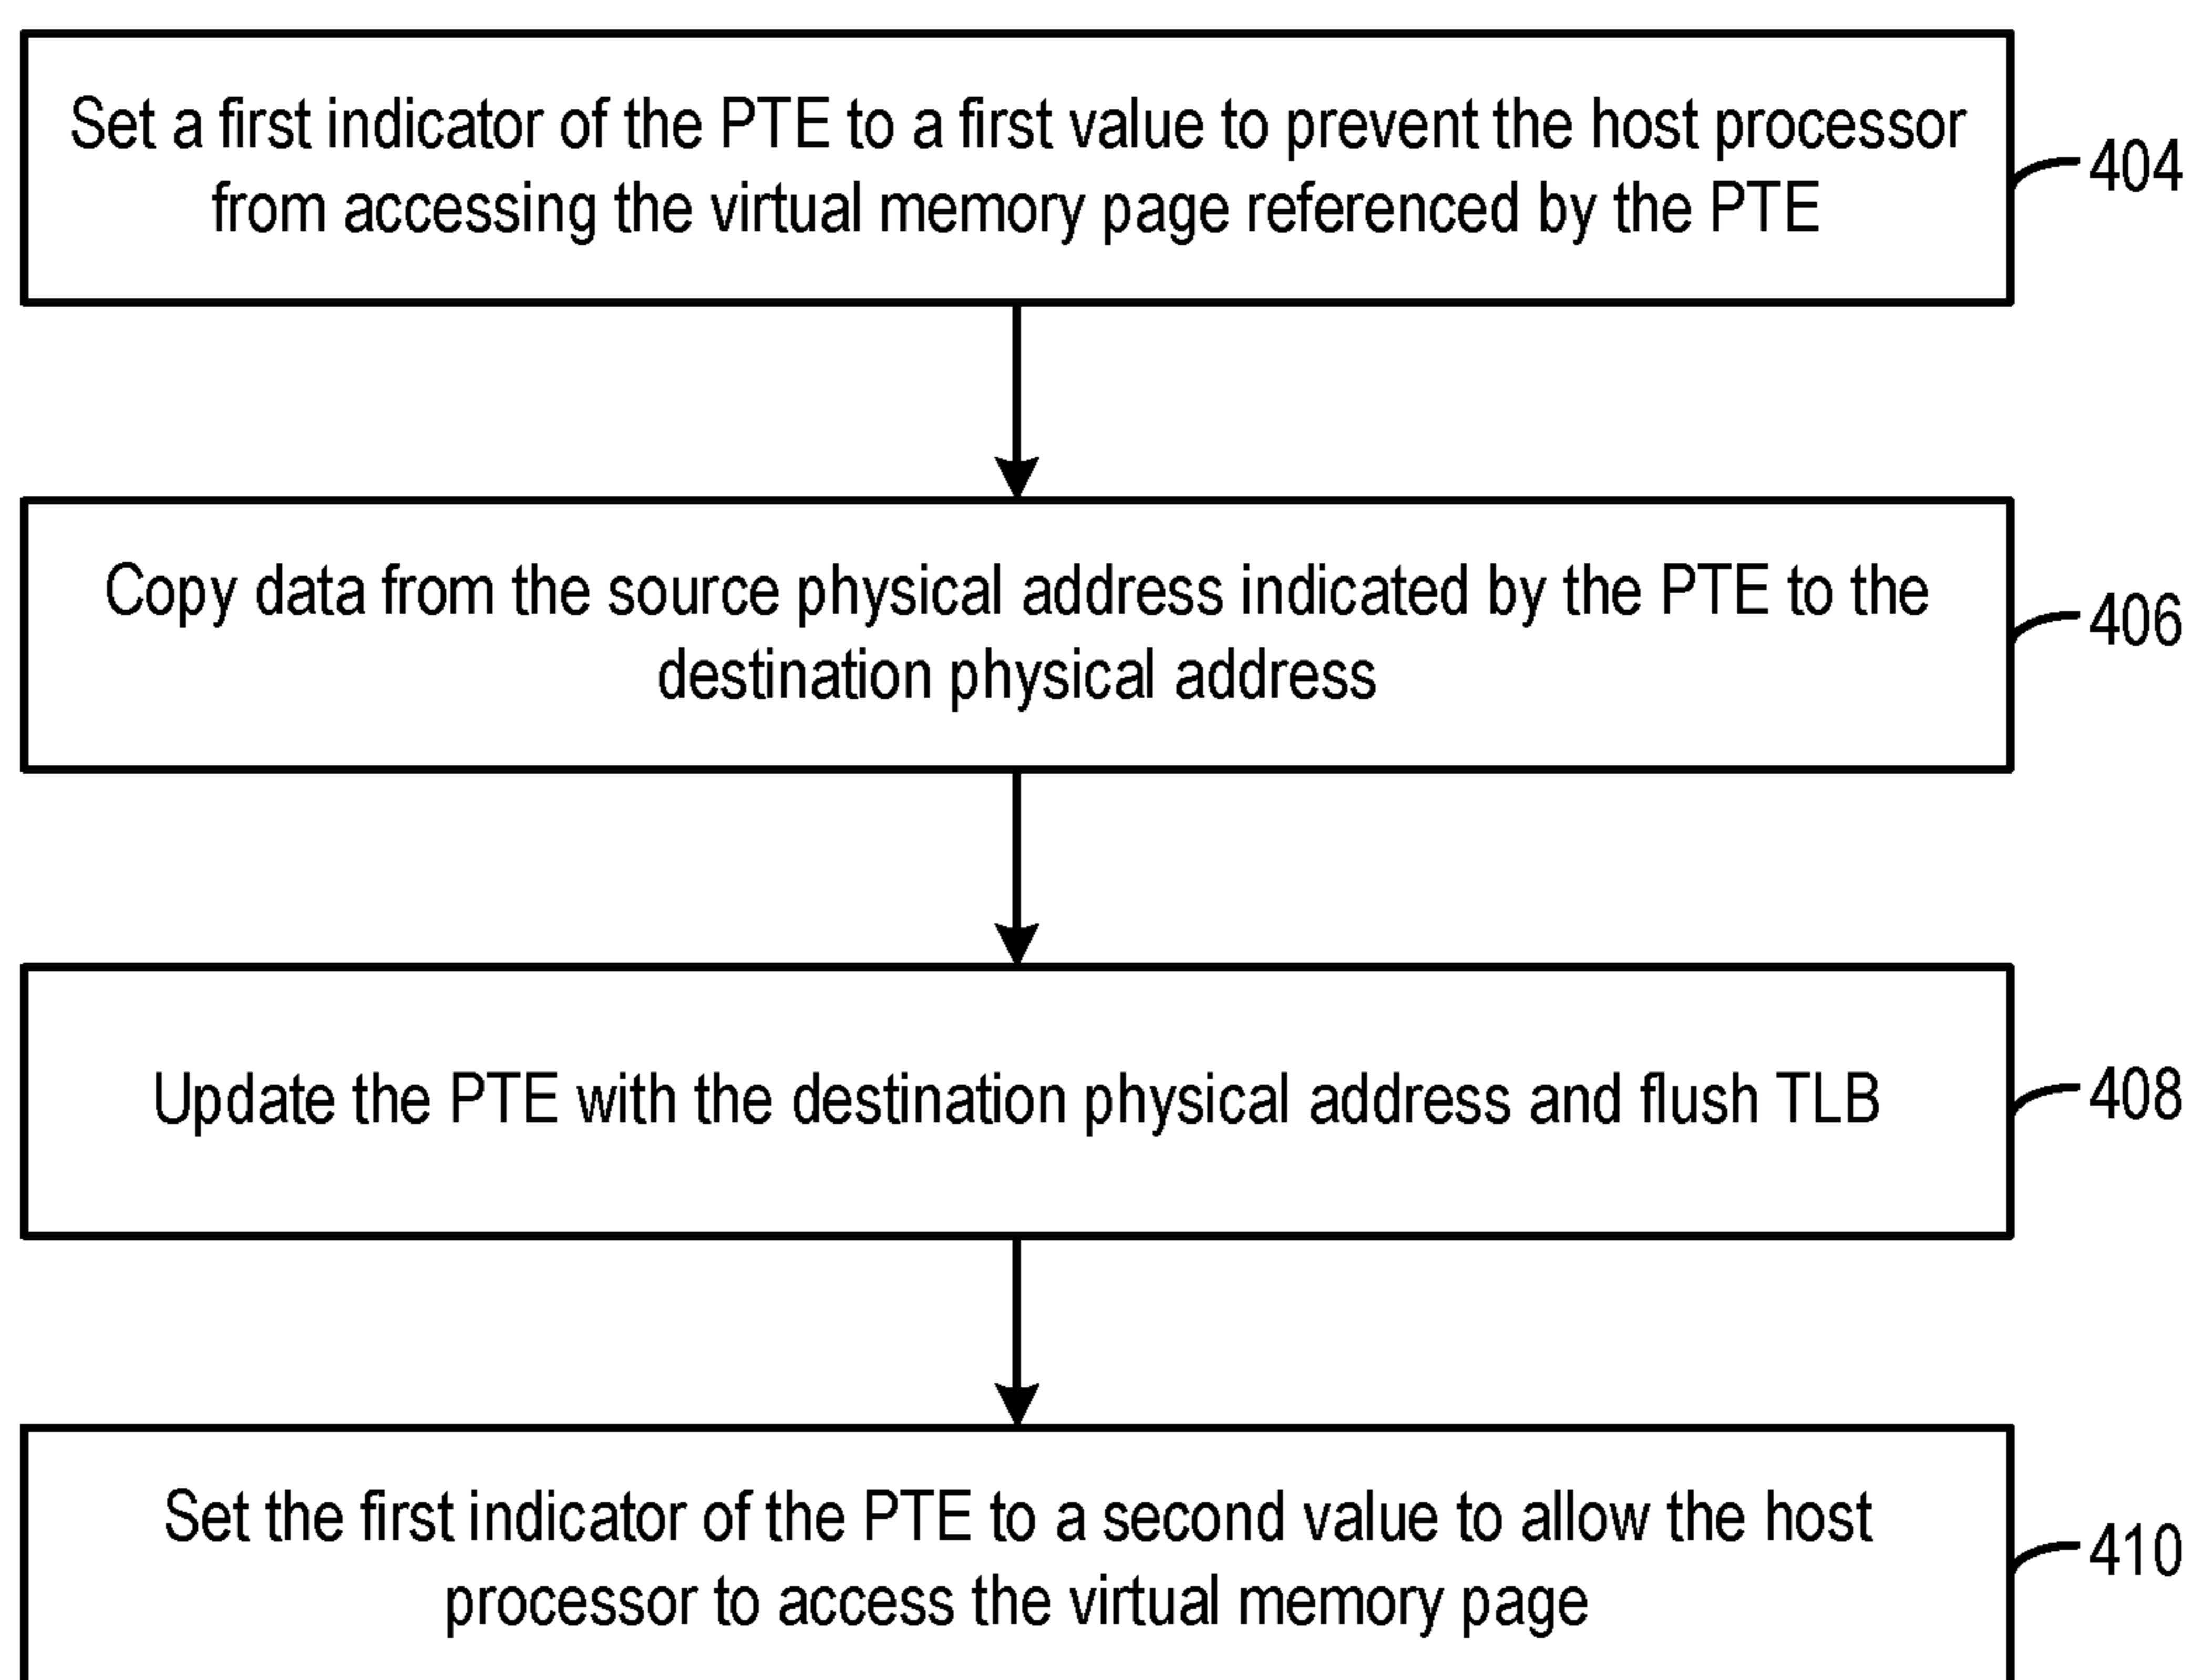 Set a first indicator of the PTE to a first value to prevent the host processor
from accessing the virtual memory page referenced by the PTE
404
Copy data from the source physical address indicated by the PTE to the
destination physical address
406
Update the PTE with the destination physical address and flush TLB
408
Set the first indicator of the PTE to a second value to allow the host
processor to access the virtual memory page
410